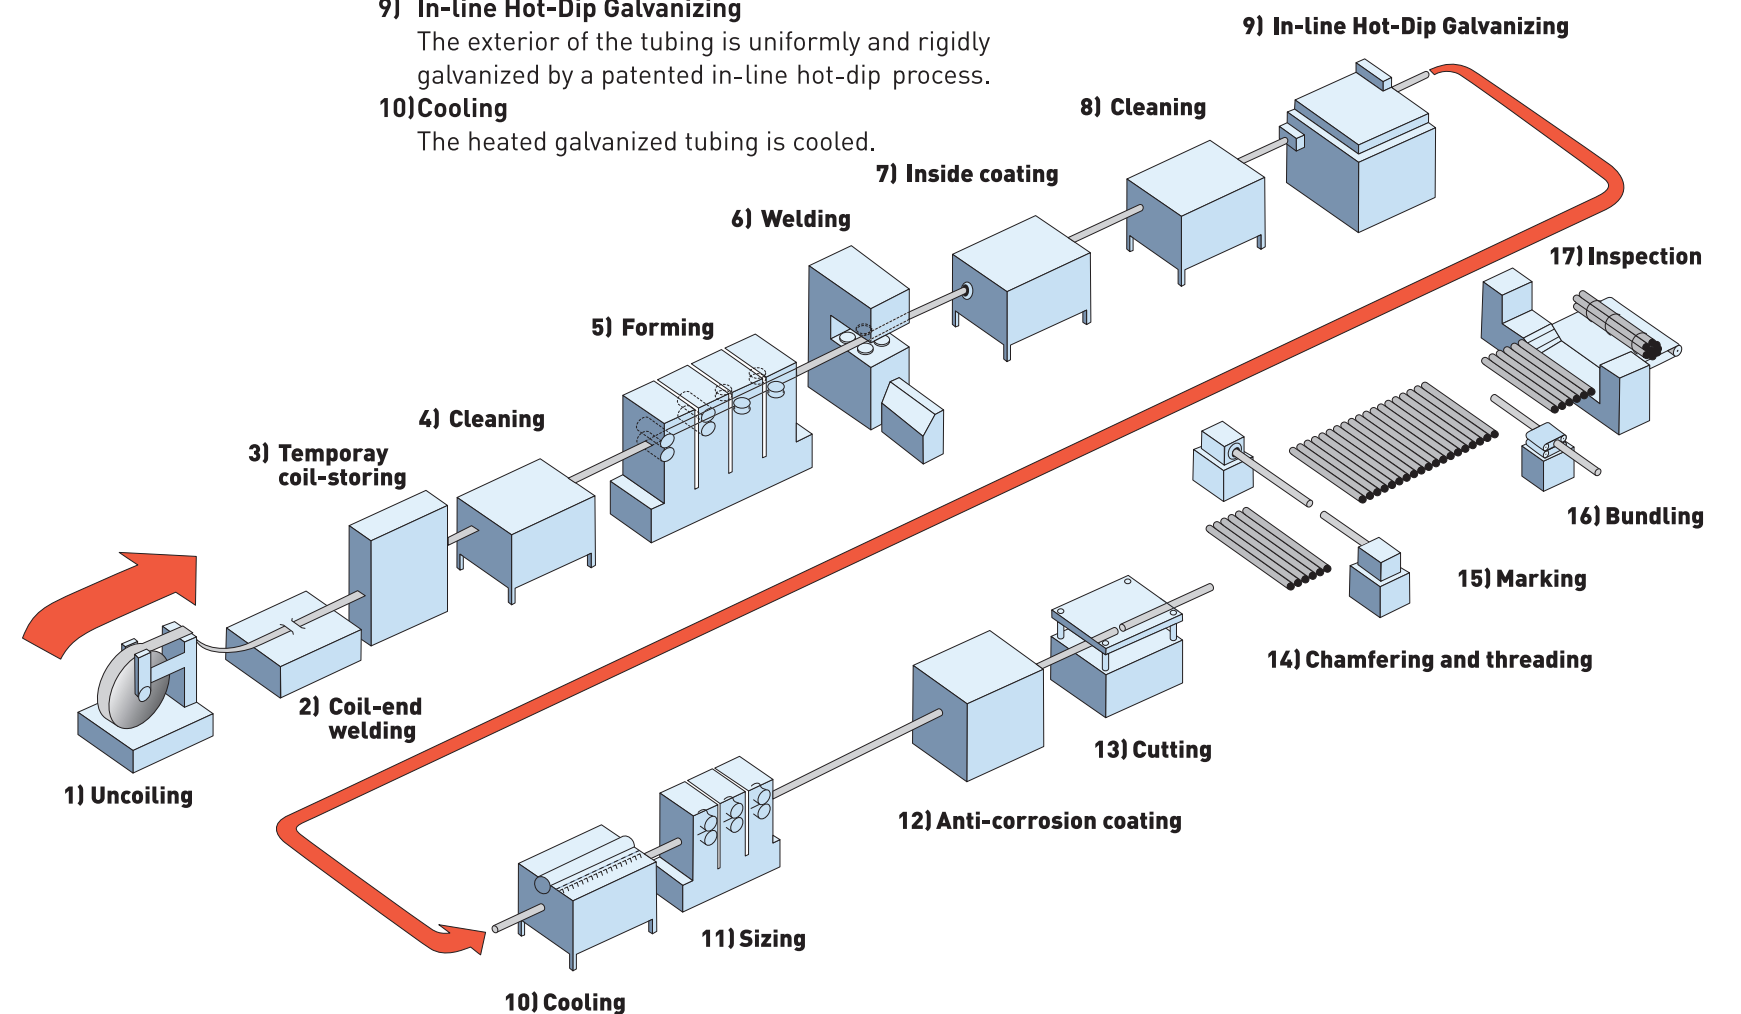 9) In-line Hot-Dip Galvanizing
The exterior of the tubing is uniformly and rigidly
galvanized by a patented in-line hot-dip process.
10) Cooling
The heated galvanized tubing is cooled.
9) In-line Hot-Dip Galvanizing
8) Cleaning
7) Inside coating
6) Welding
5) Forming
4) Cleaning
3) Temporay
coil-storing
2) Coil-end
welding
1) Uncoiling
17) Inspection
16) Bundling
15) Marking
14) Chamfering and threading
13) Cutting
12) Anti-corrosion coating
11) Sizing
10) Cooling